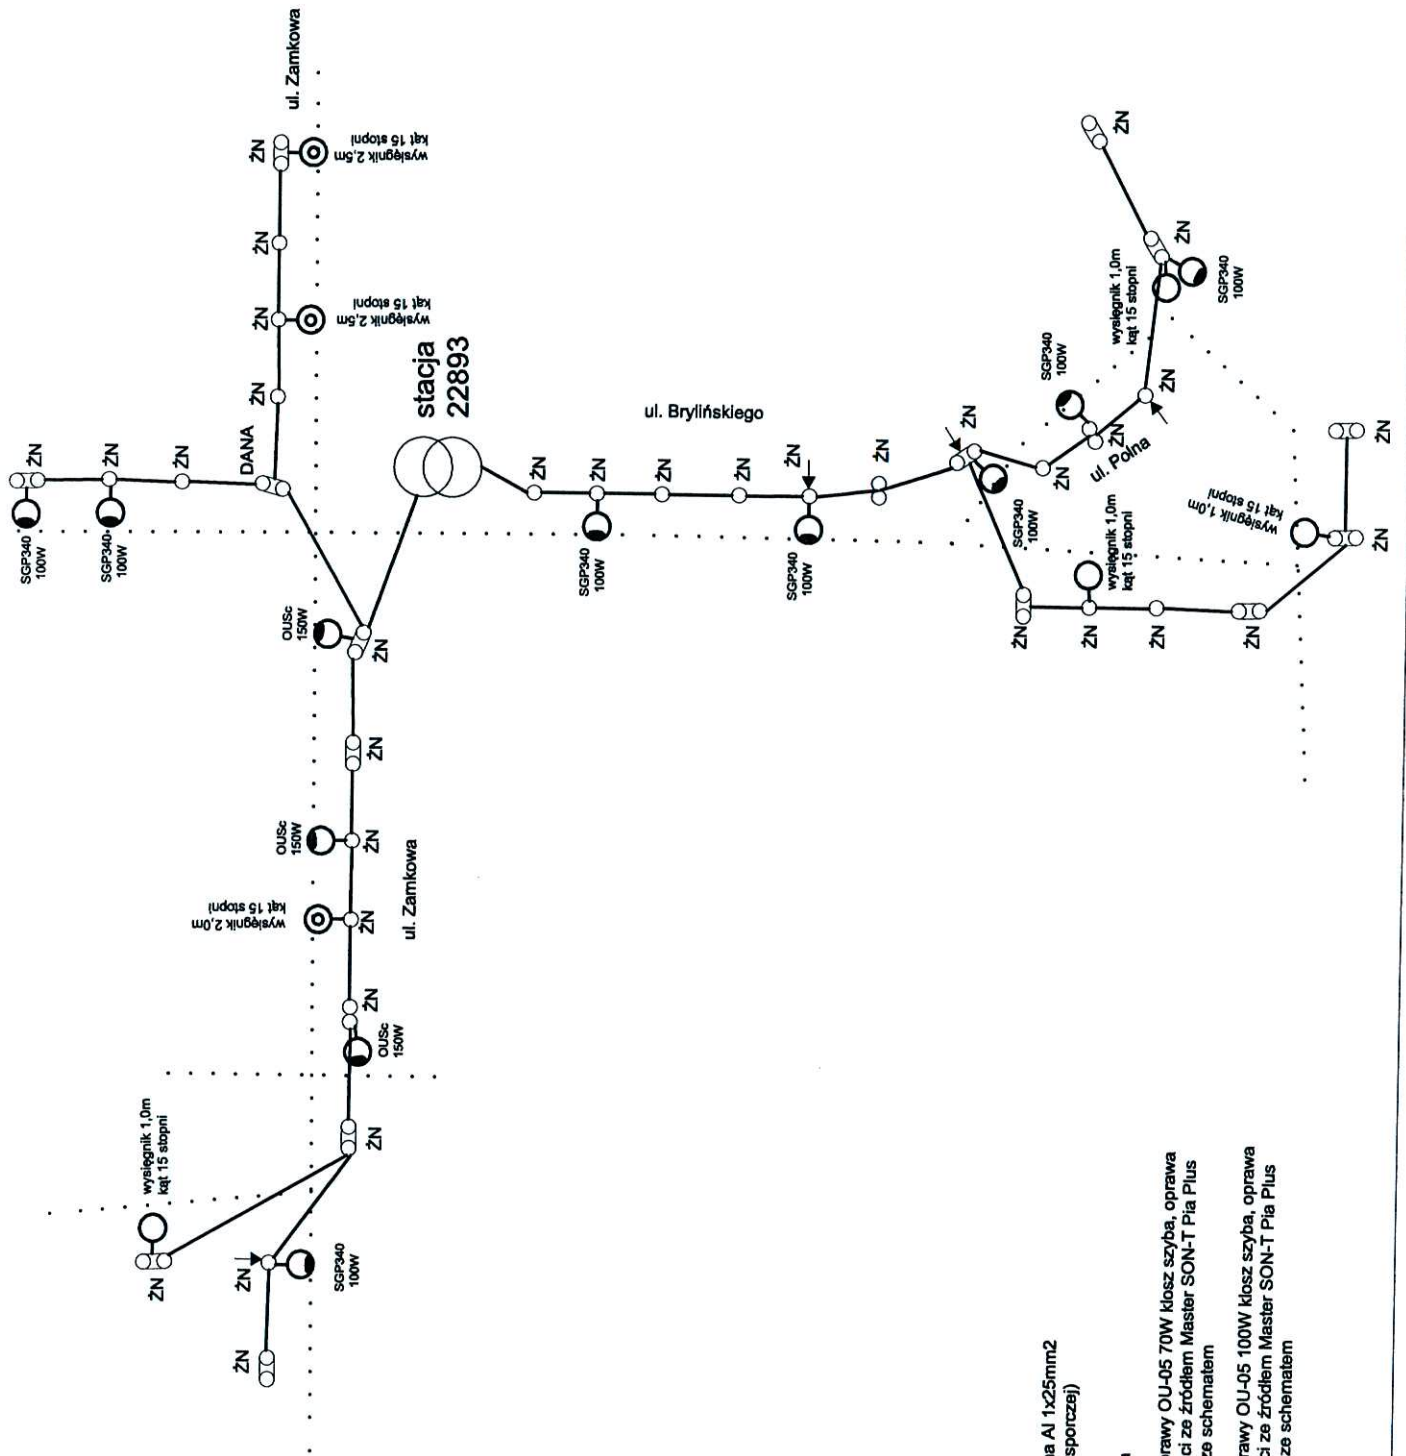 ul. Zamkowa
ŻN
wysięgnik 2,5m
kąt 15 stopni
ŻN
ŻN
wysięgnik 2,5m
kąt 15 stopni
ŻN
DANA
ŻN
ŻN
ŻN
SGP340
100W
SGP340
100W
stacja
22893
OUSc
150W
ŻN
ŻN
OUSc
150W
ŻN
wysięgnik 2,0m
kąt 15 stopni
ŻN
ul. Zamkowa
ŻN
OUSc
150W
ŻN
wysięgnik 1,0m
kąt 15 stopni
ŻN
ŻN
SGP340
100W
ŻN
ul. Brylińskiego
ŻN
ŻN
SGP340
100W
ŻN
ŻN
ŻN
SGP340
100W
ŻN
ŻN
SGP340
100W
ŻN
SGP340
100W
ŻN
ul. Polna
ŻN
wysięgnik 1,0m
kąt 15 stopni
ŻN
SGP340
100W
ŻN
ŻN
wysięgnik 1,0m
kąt 15 stopni
ŻN
ŻN
ŻN
wysięgnik 1,0m
kąt 15 stopni
ŻN
ŻN
na Al 1x25mm2
sporczej)
rawy OU-05 70W klosz szyba, oprawa
ci ze źródłem Master SON-T Pia Plus
ze schematem
rawy OU-05 100W klosz szyba, oprawa
ci ze źródłem Master SON-T Pia Plus
ze schematem